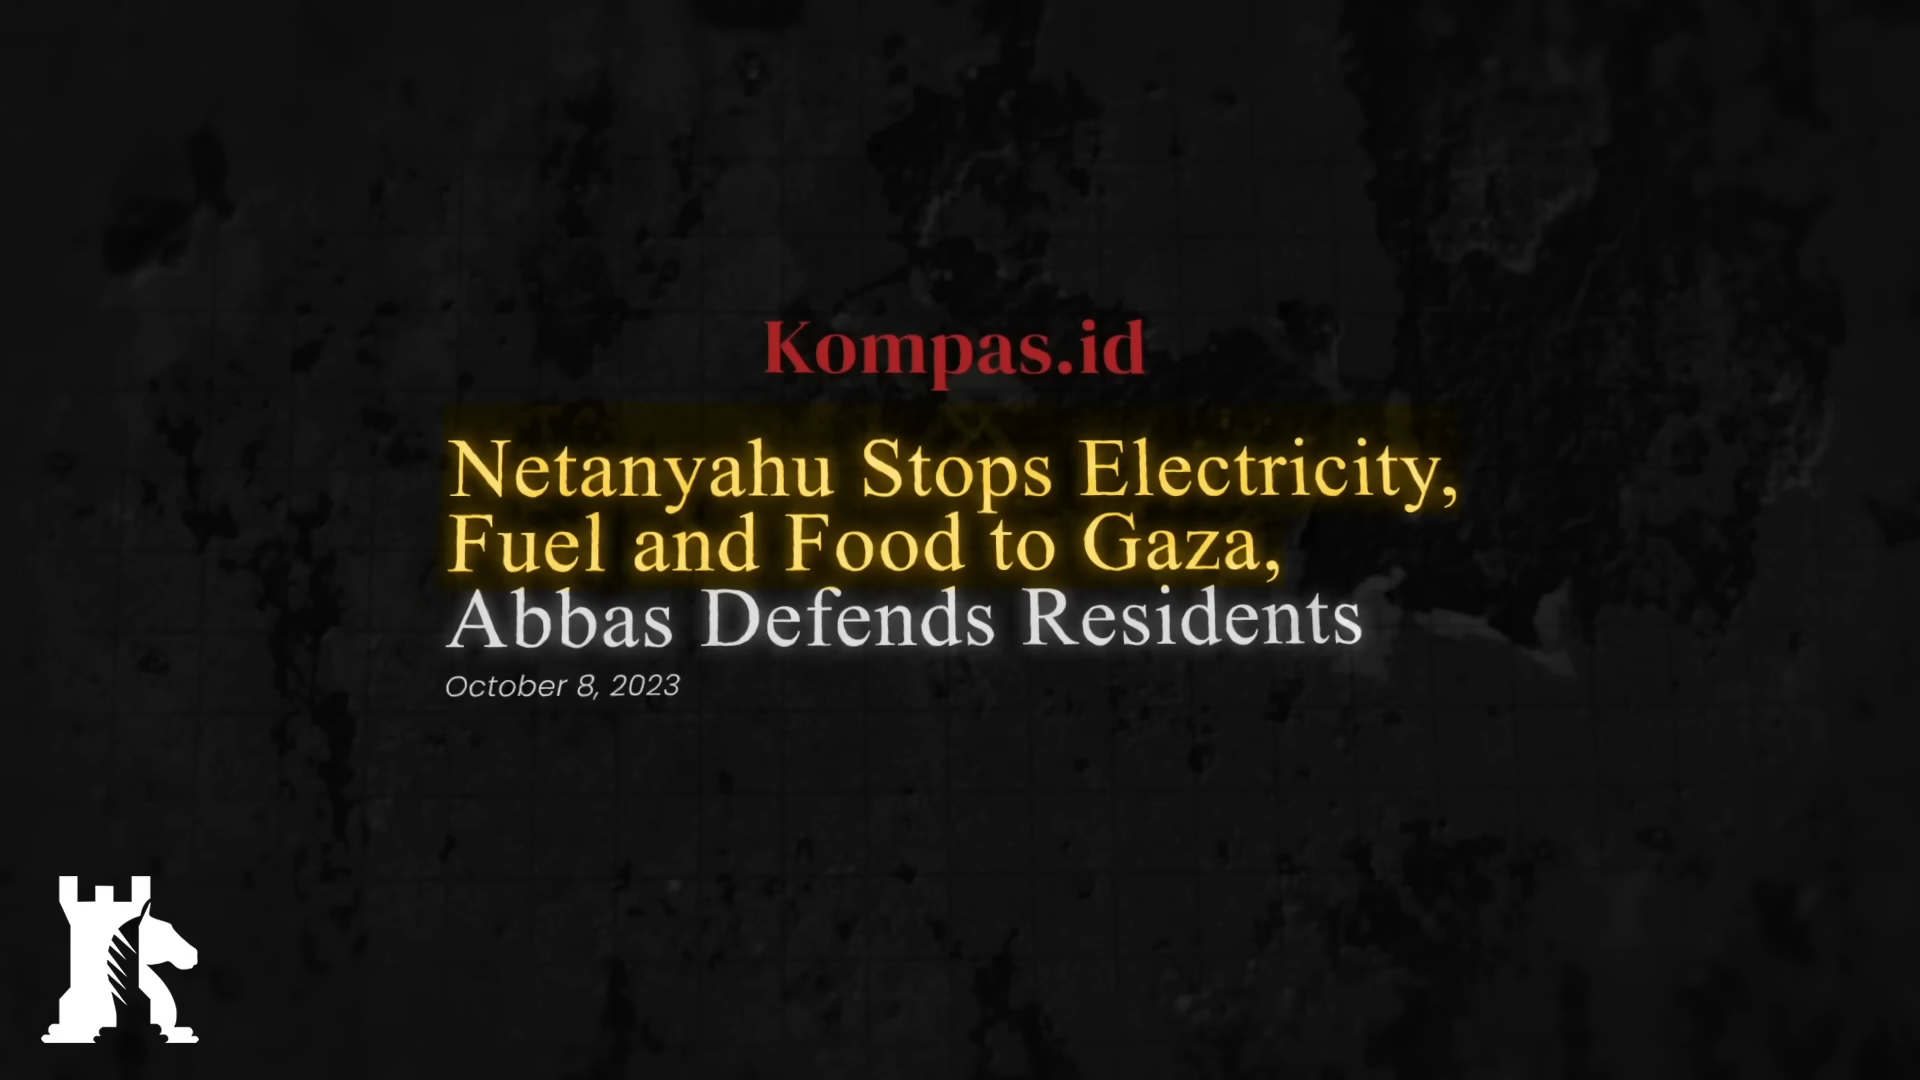 Kompas.id
Netanyahu Stops Electricity,
Fuel and Food to Gaza,
Abbas Defends Residents
October 8, 2023